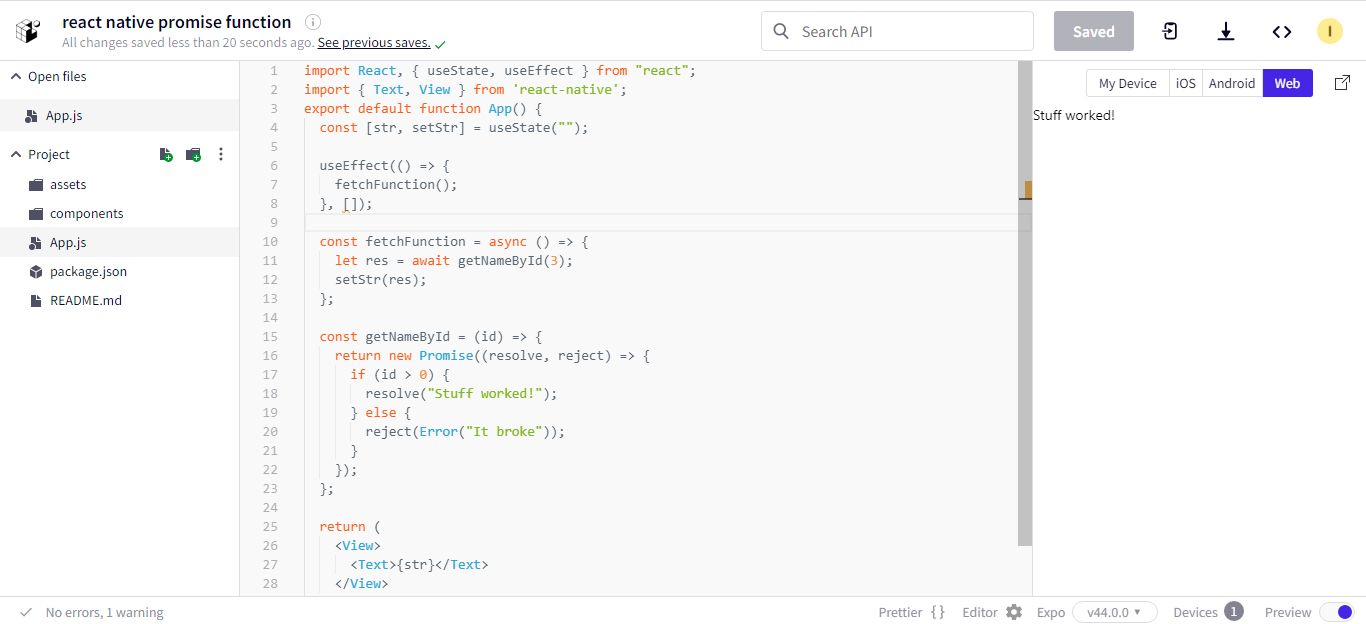 react native promise function
All changes saved less than 20 seconds ago. See previous saves.
Search API
Saved
I
Open files
App.js
Project
assets
components
App.js
package.json
README.md
1 import React, { useState, useEffect } from "react";
2 import { Text, View } from 'react-native';
3 export default function App() {
4   const [str, setStr] = useState("");
5
6   useEffect(() => {
7     fetchFunction();
8   }, []);
9
10   const fetchFunction = async () => {
11     let res = await getNameById(3);
12     setStr(res);
13   };
14
15   const getNameById = (id) => {
16     return new Promise((resolve, reject) => {
17       if (id > 0) {
18         resolve("Stuff worked!");
19       } else {
20         reject(Error("It broke"));
21       }
22     });
23   };
24
25   return (
26     <View>
27       <Text>{str}</Text>
28     </View>
My Device iOS Android Web
Stuff worked!
No errors, 1 warning
Prettier {} Editor Expo v44.0.0 Devices 1 Preview